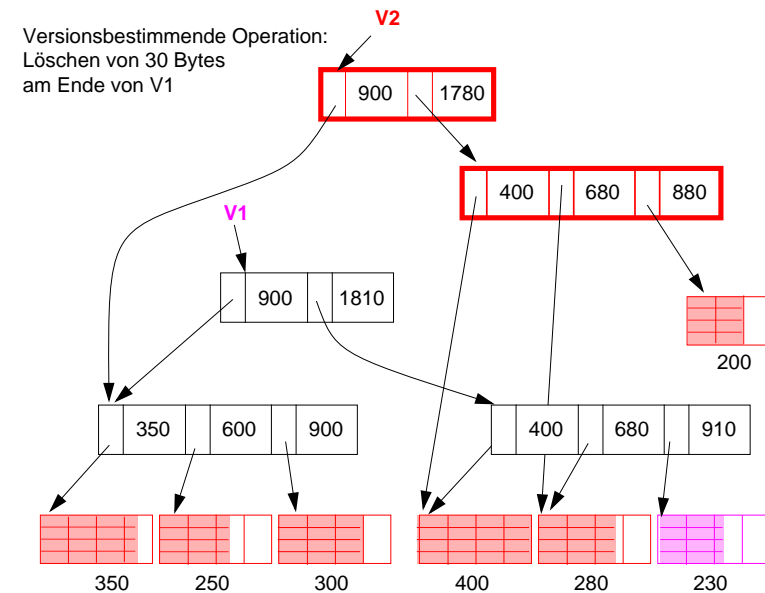 V2
Versionsbestimmende Operation:
Löschen von 30 Bytes
am Ende von V1
900 1780
400 680 880
V1
900 1810
200
350 600 900
400 680 910
350 250 300 400 280 230